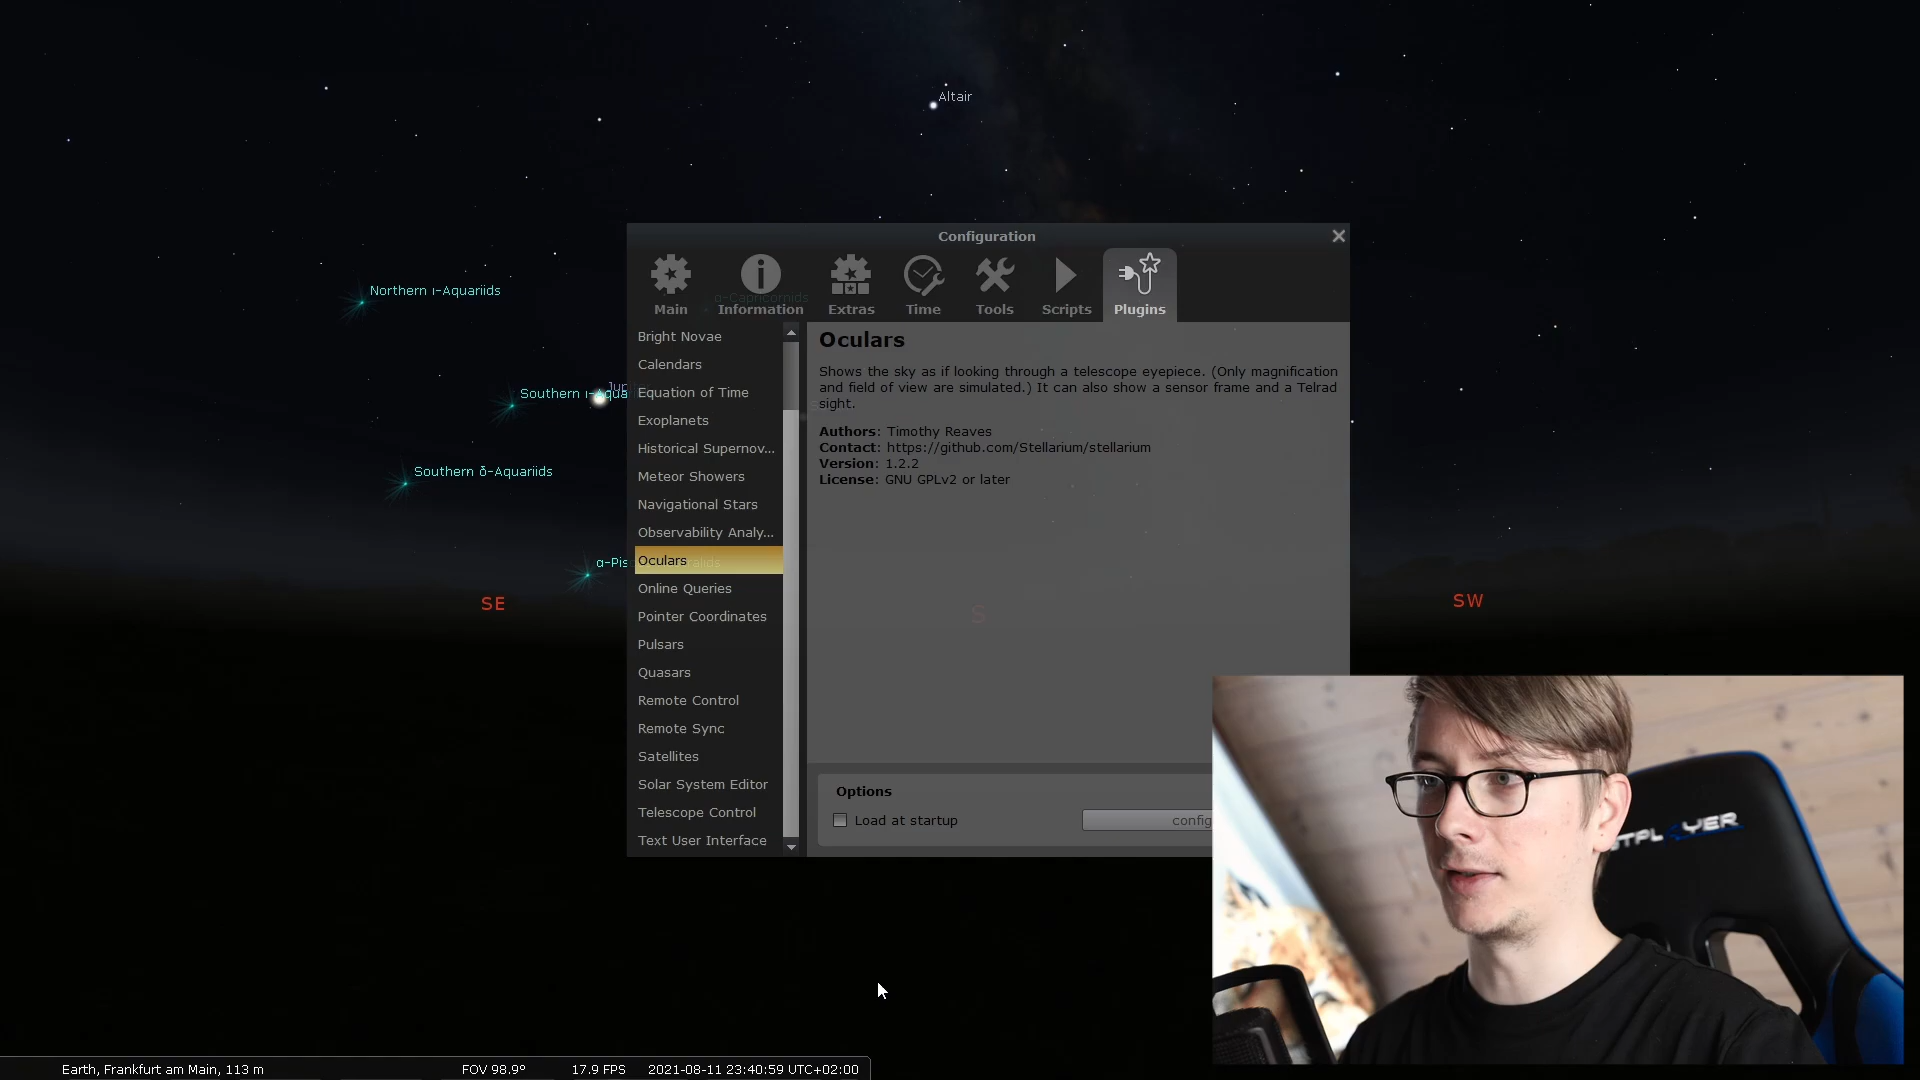 Altair
Configuration
Northern ι-Aquariids
α-Capricornids
Main
Information
Extras
Time
Tools
Scripts
Plugins
Bright Novae
Calendars
Equation of Time
Exoplanets
Historical Supernov...
Meteor Showers
Navigational Stars
Observability Analy...
Oculars
Online Queries
Pointer Coordinates
Pulsars
Quasars
Remote Control
Remote Sync
Satellites
Solar System Editor
Telescope Control
Text User Interface
Oculars
Shows the sky as if looking through a telescope eyepiece. (Only magnification
and field of view are simulated.) It can also show a sensor frame and a Telrad
sight.
Authors: Timothy Reaves
Contact: https://github.com/Stellarium/stellarium
Version: 1.2.2
License: GNU GPLv2 or later
Options
Load at startup
config
Jup
Southern ι-Aqua
Southern δ-Aquariids
α-Pis
SE
S
SW
Earth, Frankfurt am Main, 113 m
FOV 98.9°
17.9 FPS
2021-08-11 23:40:59 UTC+02:00